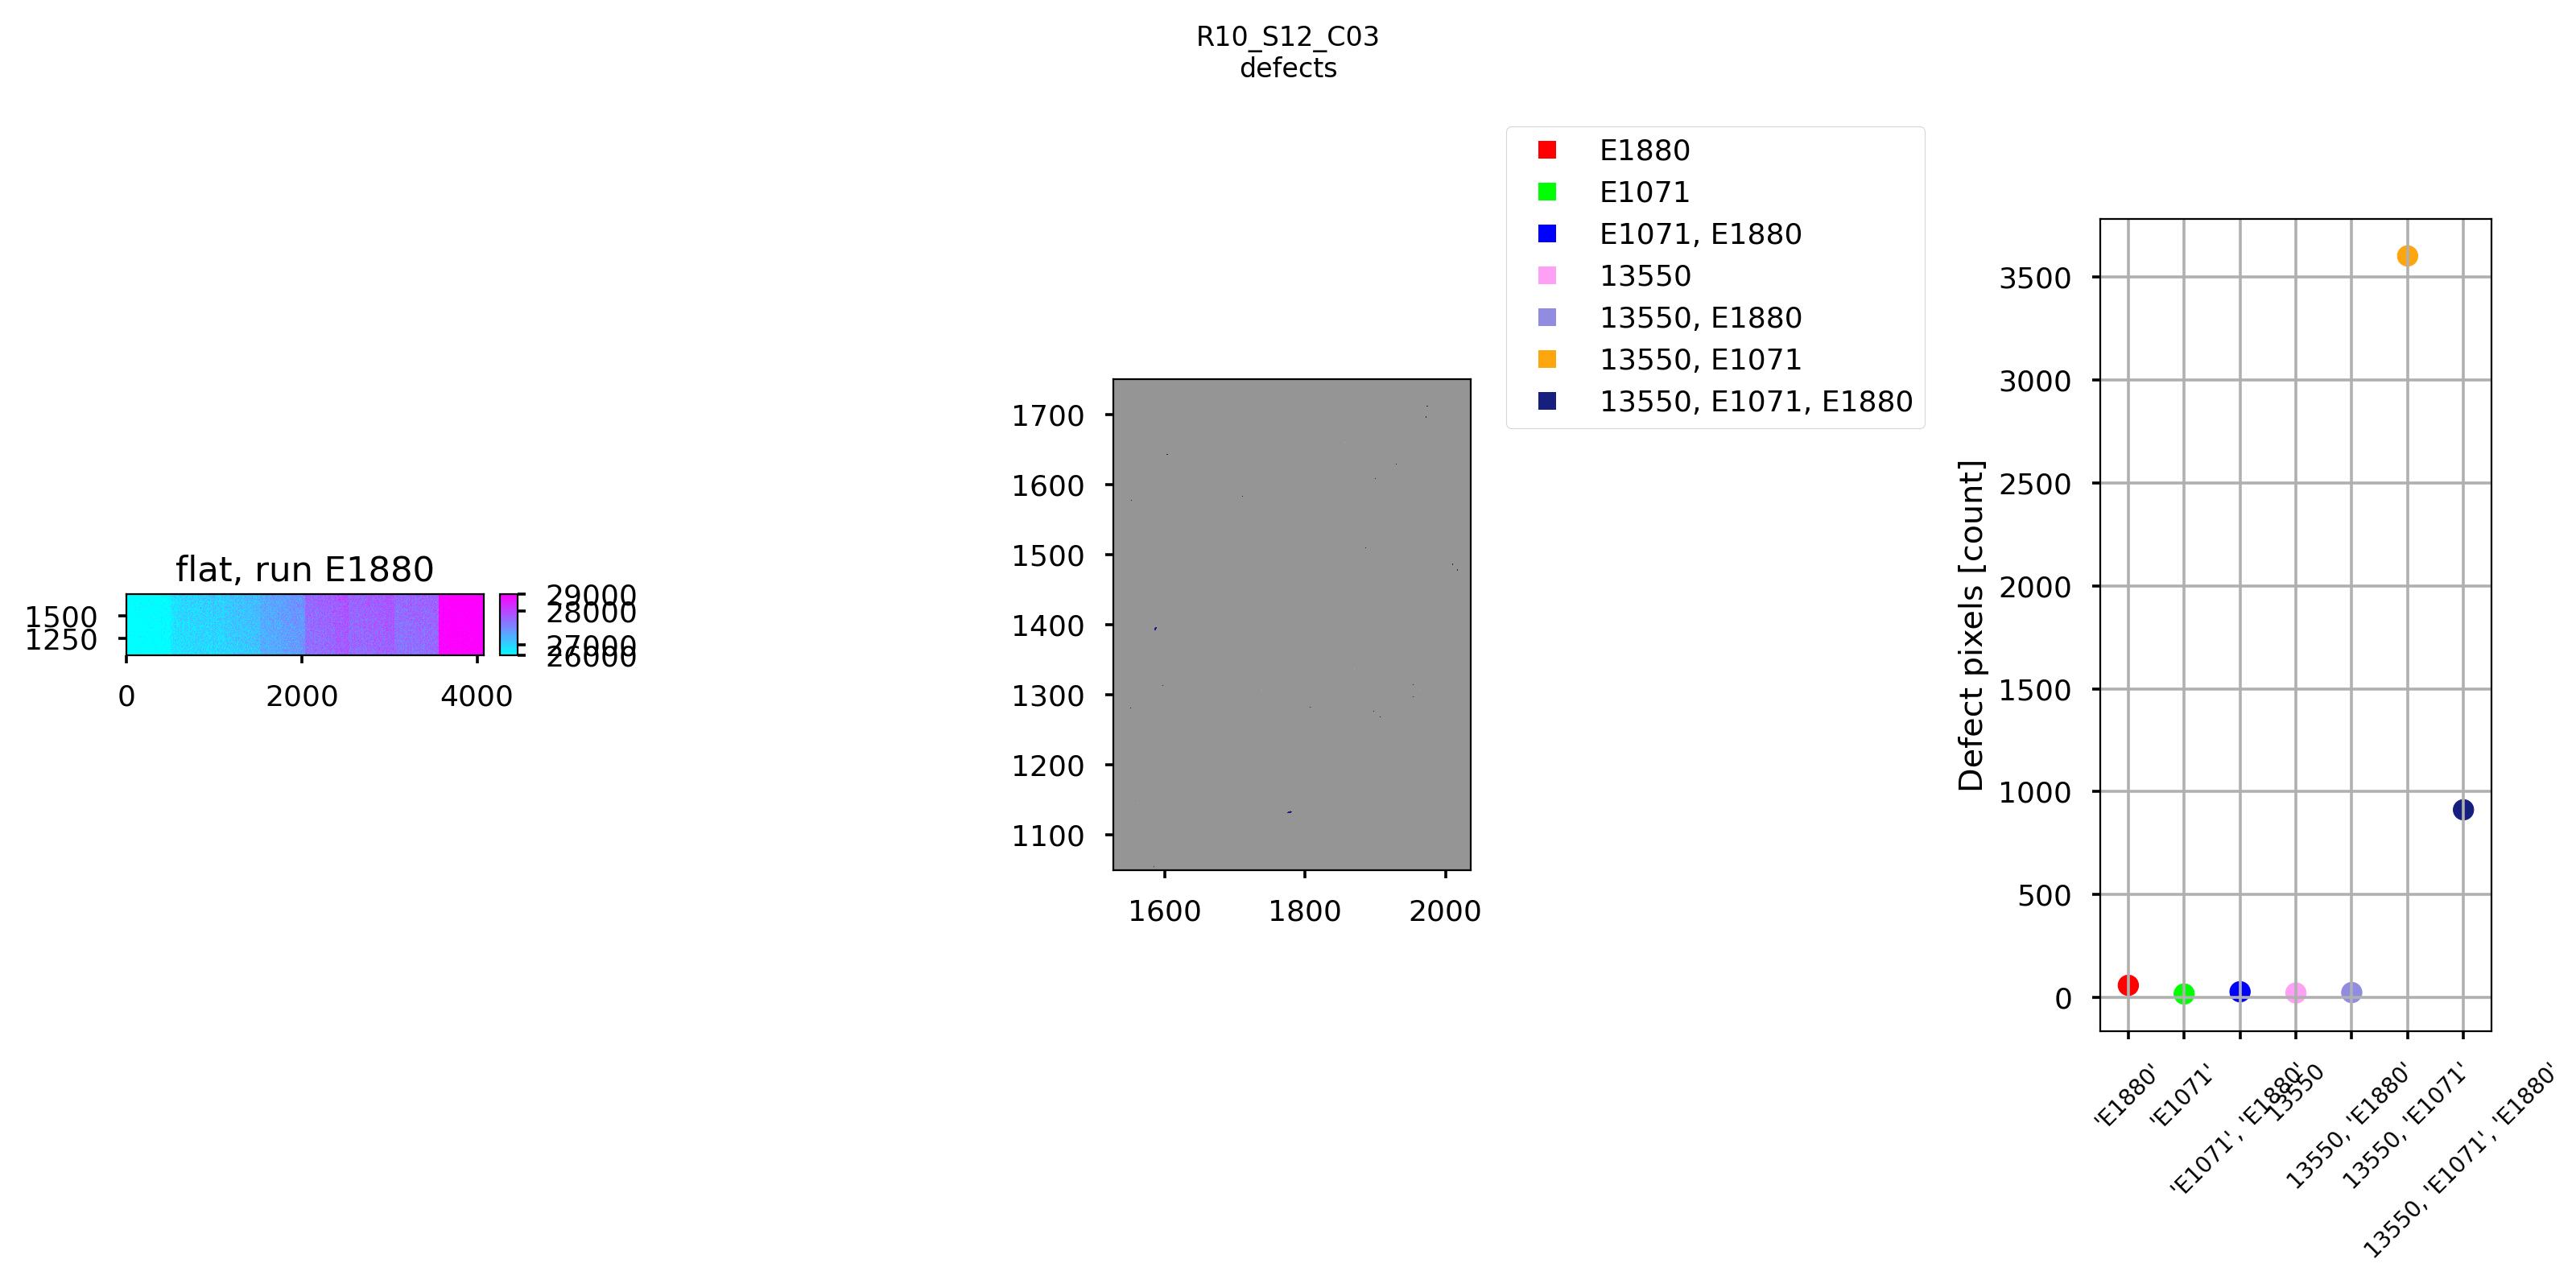 R10_S12_C03
defects
E1880
E1071
E1071, E1880
13550
13550, E1880
13550, E1071
13550, E1071, E1880
flat, run E1880
1500
1250
0
2000
4000
29000
28000
27000
26000
1700
1600
1500
1400
1300
1200
1100
1600
1800
2000
Defect pixels [count]
3500
3000
2500
2000
1500
1000
500
0
'E1880'
'E1071'
'E1071', 'E1880'
13550
13550, 'E1880'
13550, 'E1071'
13550, 'E1071', 'E1880'